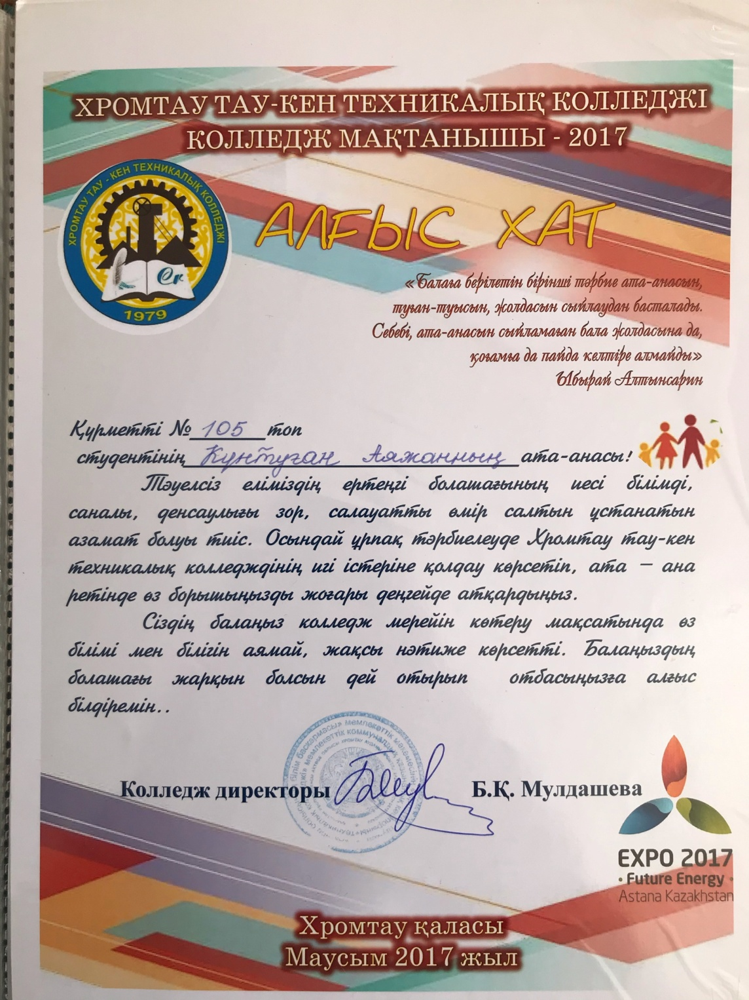 ХРОМТАУ ТАУ-КЕН ТЕХНИКАЛЫҚ КОЛЛЕДЖІ
КОЛЛЕДЖ МАҚТАНЫШЫ - 2017
ХРОМТАУ ТАУ - КЕН ТЕХНИКАЛЫҚ КОЛЛЕДЖІ
Cr
1979
АЛҒЫС ХАТ
«Балаға берілетін бірінші тәрбие ата-анасын,
туған-туысын, жолдасын сыйлаудан басталады.
Себебі, ата-анасын сыйламаған бала жолдасына да,
қоғамға да пайда келтіре алмайды»
Ыбырай Алтынсарин
Құрметті № 105 топ
студентінің Күнтуған Аяжанның ата-анасы!
Тәуелсіз еліміздің ертеңгі болашағының иесі білімді,
саналы, денсаулығы зор, салауатты өмір салтын ұстанатын
азамат болуы тиіс. Осындай ұрпақ тәрбиелеуде Хромтау тау-кен
техникалық колледждінің игі істеріне қолдау көрсетіп, ата – ана
ретінде өз борышыңызды жоғары деңгейде атқардыңыз.
Сіздің балаңыз колледж мерейін көтеру мақсатында өз
білімі мен білігін аямай, жақсы нәтиже көрсетті. Балаңыздың
болашағы жарқын болсын дей отырып отбасыңызға алғыс
білдіремін..
Колледж директоры Б.Қ. Мулдашева
EXPO 2017
• Future Energy •
Astana Kazakhstan
Хромтау қаласы
Маусым 2017 жыл